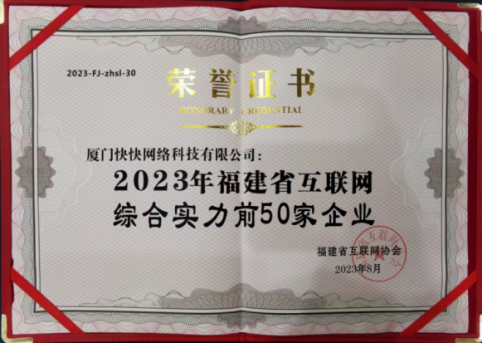 2023-FJ-zhsl-30
荣誉证书
HONORARY CREDENTIAL
厦门快快网络科技有限公司：
2023年福建省互联网
综合实力前50家企业
福建省互联网协会
2023年8月